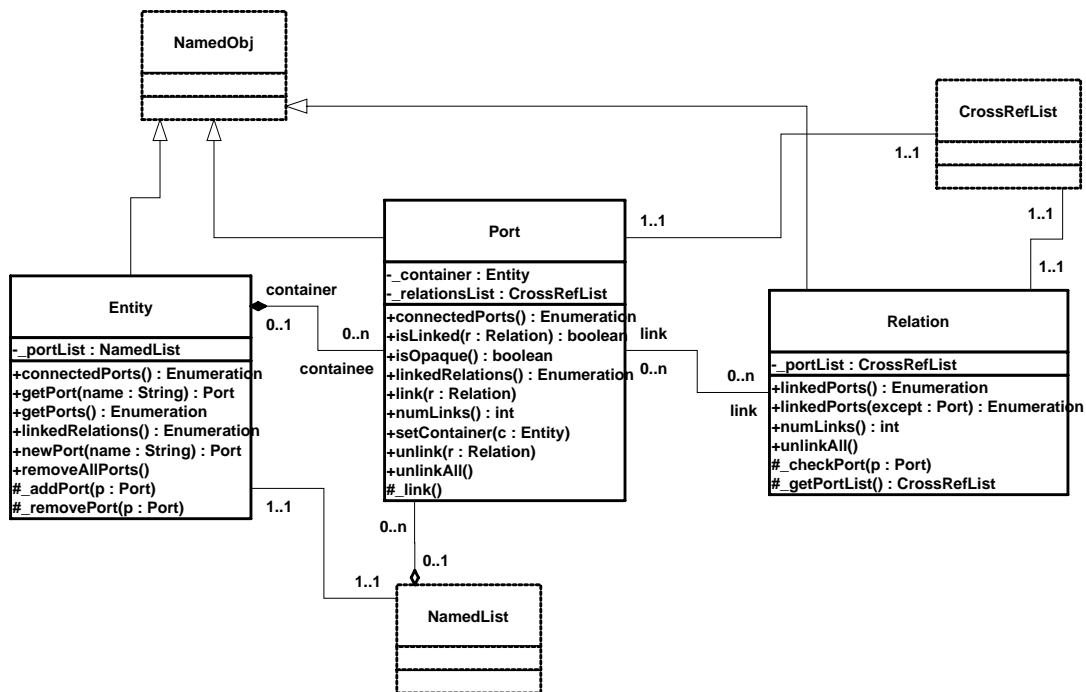 NamedObj
CrossRefList
1..1
1..1
1..1
1..1
Port
-_container : Entity
-_relationsList : CrossRefList
+connectedPorts() : Enumeration
+isLinked(r : Relation) : boolean
+isOpaque() : boolean
+linkedRelations() : Enumeration
+link(r : Relation)
+numLinks() : int
+setContainer(c : Entity)
+unlink(r : Relation)
+unlinkAll()
#_link()
container
0..1
0..n
containee
Entity
-_portList : NamedList
+connectedPorts() : Enumeration
+getPort(name : String) : Port
+getPorts() : Enumeration
+linkedRelations() : Enumeration
+newPort(name : String) : Port
+removeAllPorts()
#_addPort(p : Port)
#_removePort(p : Port)
link
0..n
0..n
link
Relation
-_portList : CrossRefList
+linkedPorts() : Enumeration
+linkedPorts(except : Port) : Enumeration
+numLinks() : int
+unlinkAll()
#_checkPort(p : Port)
#_getPortList() : CrossRefList
1..1
0..n
0..1
1..1
NamedList